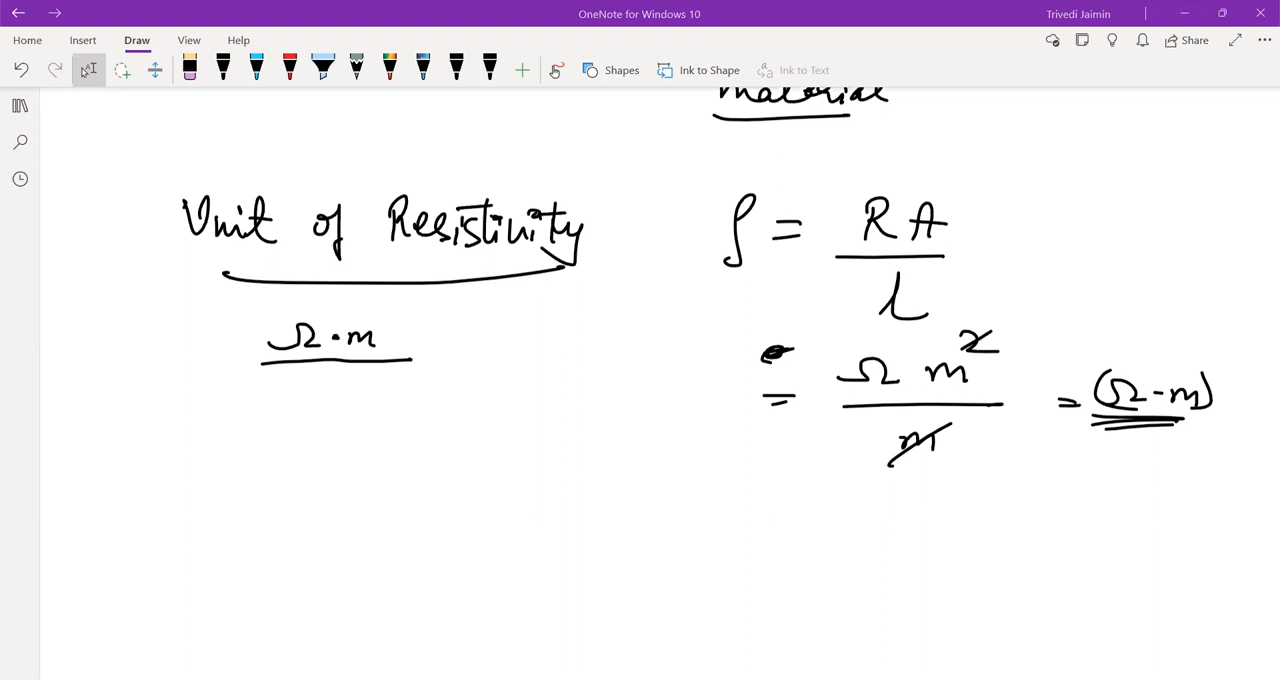 OneNote for Windows 10
Trivedi Jaimin
Home Insert Draw View Help
Share
Shapes Ink to Shape Ink to Text
material
Unit of Resistivity
Ω·m
ρ = RA / l
= Ω m² / m = (Ω-m)